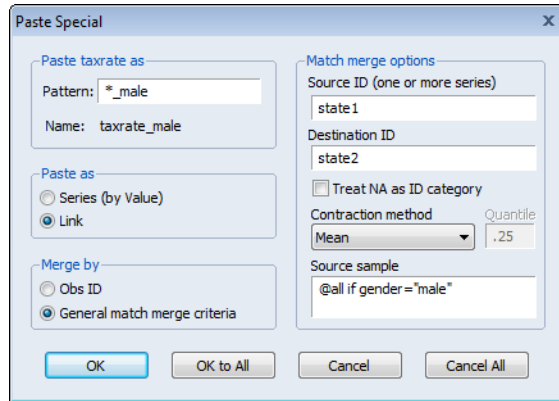 Paste Special
x
Paste taxrate as
Pattern: *_male
Name: taxrate_male
Paste as
Series (by Value)
Link
Merge by
Obs ID
General match merge criteria
Match merge options
Source ID (one or more series)
state1
Destination ID
state2
Treat NA as ID category
Contraction method Quantile
Mean .25
Source sample
@all if gender="male"
OK OK to All Cancel Cancel All